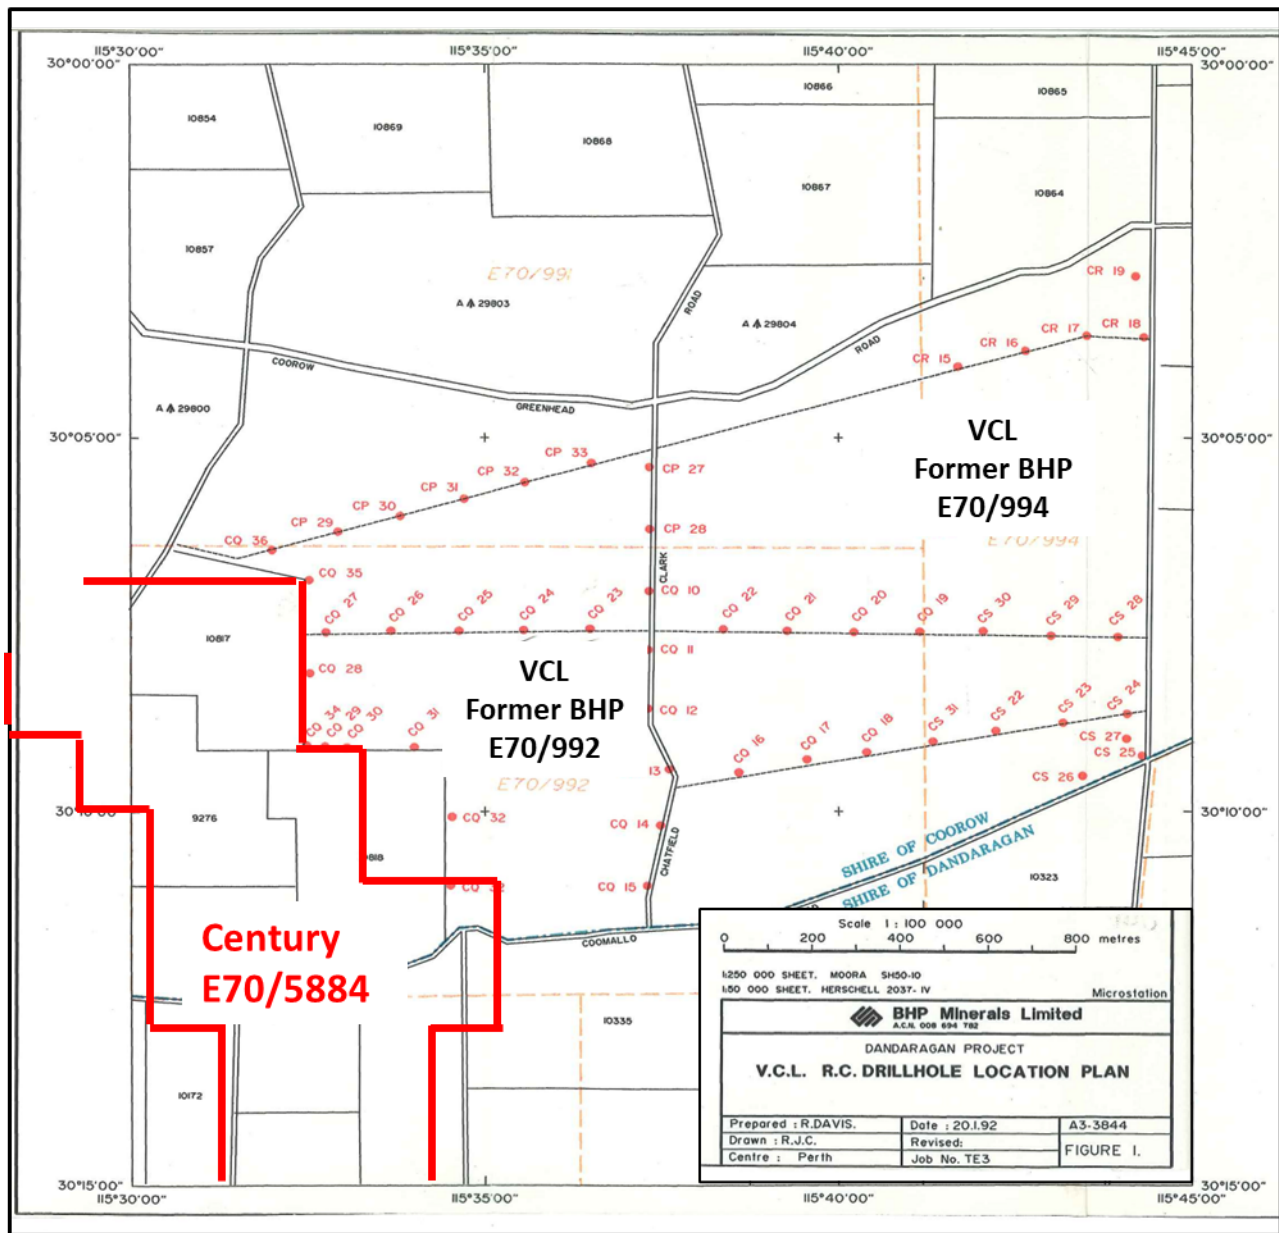 115°30'00" 115°35'00" 115°40'00" 115°45'00"
30°00'00" 30°00'00"
10854
10869
10868
10866
10865
10867
10864
10857
E70/991
A 29803
A 29804
ROAD
ROAD
COOROW
GREENHEAD
A 29800
CR 19
CR 18
CR 17
CR 16
CR 15
30°05'00" 30°05'00"
VCL
Former BHP
E70/994
E70/994
CP 33
CP 32
CP 31
CP 30
CP 29
CQ 36
CP 27
CP 28
CLARK
CQ 35
CQ 10
CQ 27
CQ 26
CQ 25
CQ 24
CQ 23
CQ 22
CQ 21
CQ 20
CQ 19
CS 30
CS 29
CS 28
10817
CQ 28
CQ 11
VCL
Former BHP
E70/992
E70/992
CQ 12
CQ 34
CQ 29
CQ 30
CQ 31
13
CQ 16
CQ 17
CQ 18
CS 31
CS 22
CS 23
CS 24
CS 27
CS 25
CS 26
30°10'00"
9276
CQ 32
CQ 14
CHATFIELD
CQ 15
SHIRE OF COOROW
SHIRE OF DANDARAGAN
10323
COOMALLO
Century
E70/5884
10335
10172
Scale 1 : 100 000
0 200 400 600 800 metres
1:250 000 SHEET. MOORA SH50-10
1:50 000 SHEET. HERSCHELL 2037-IV
Microstation
BHP Minerals Limited
A.C.N. 008 694 782
DANDARAGAN PROJECT
V.C.L. R.C. DRILLHOLE LOCATION PLAN
Prepared : R.DAVIS. Date : 20.1.92 A3-3844
Drawn : R.J.C. Revised: FIGURE 1.
Centre : Perth Job No. TE3
30°15'00" 30°15'00"
115°30'00" 115°35'00" 115°40'00" 115°45'00"